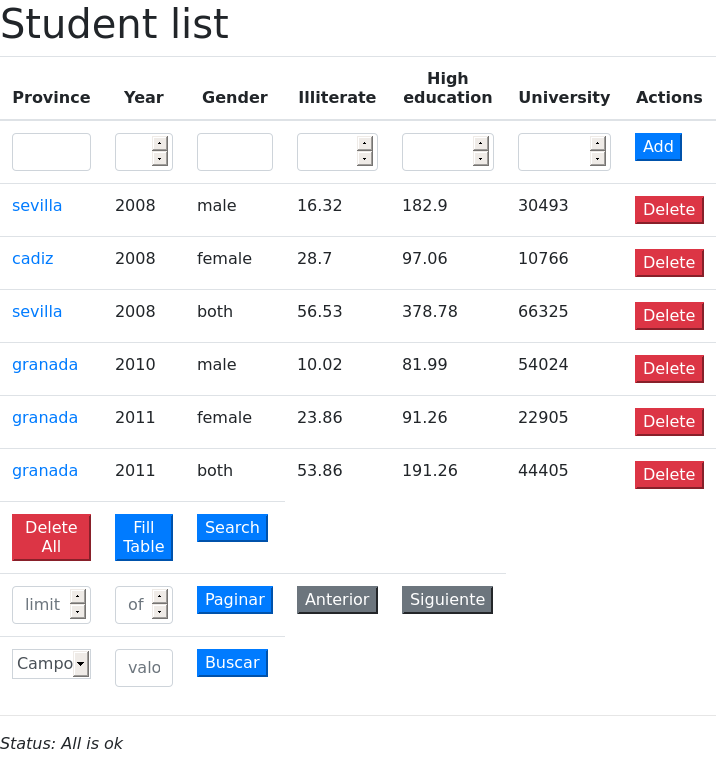 Student list
Province Year Gender Illiterate High education University Actions
Add
sevilla 2008 male 16.32 182.9 30493 Delete
cadiz 2008 female 28.7 97.06 10766 Delete
sevilla 2008 both 56.53 378.78 66325 Delete
granada 2010 male 10.02 81.99 54024 Delete
granada 2011 female 23.86 91.26 22905 Delete
granada 2011 both 53.86 191.26 44405 Delete
Delete All Fill Table Search
limit of Paginar Anterior Siguiente
Campo valo Buscar
Status: All is ok